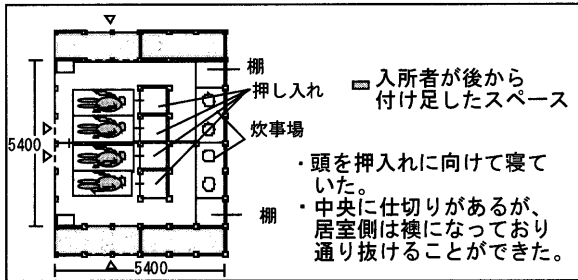 棚
押し入れ
炊事場
棚
5400
5400
入所者が後から
付け足したスペース
・頭を押入れに向けて寝て
いた。
・中央に仕切りがあるが、
居室側は襖になっており
通り抜けることができた。